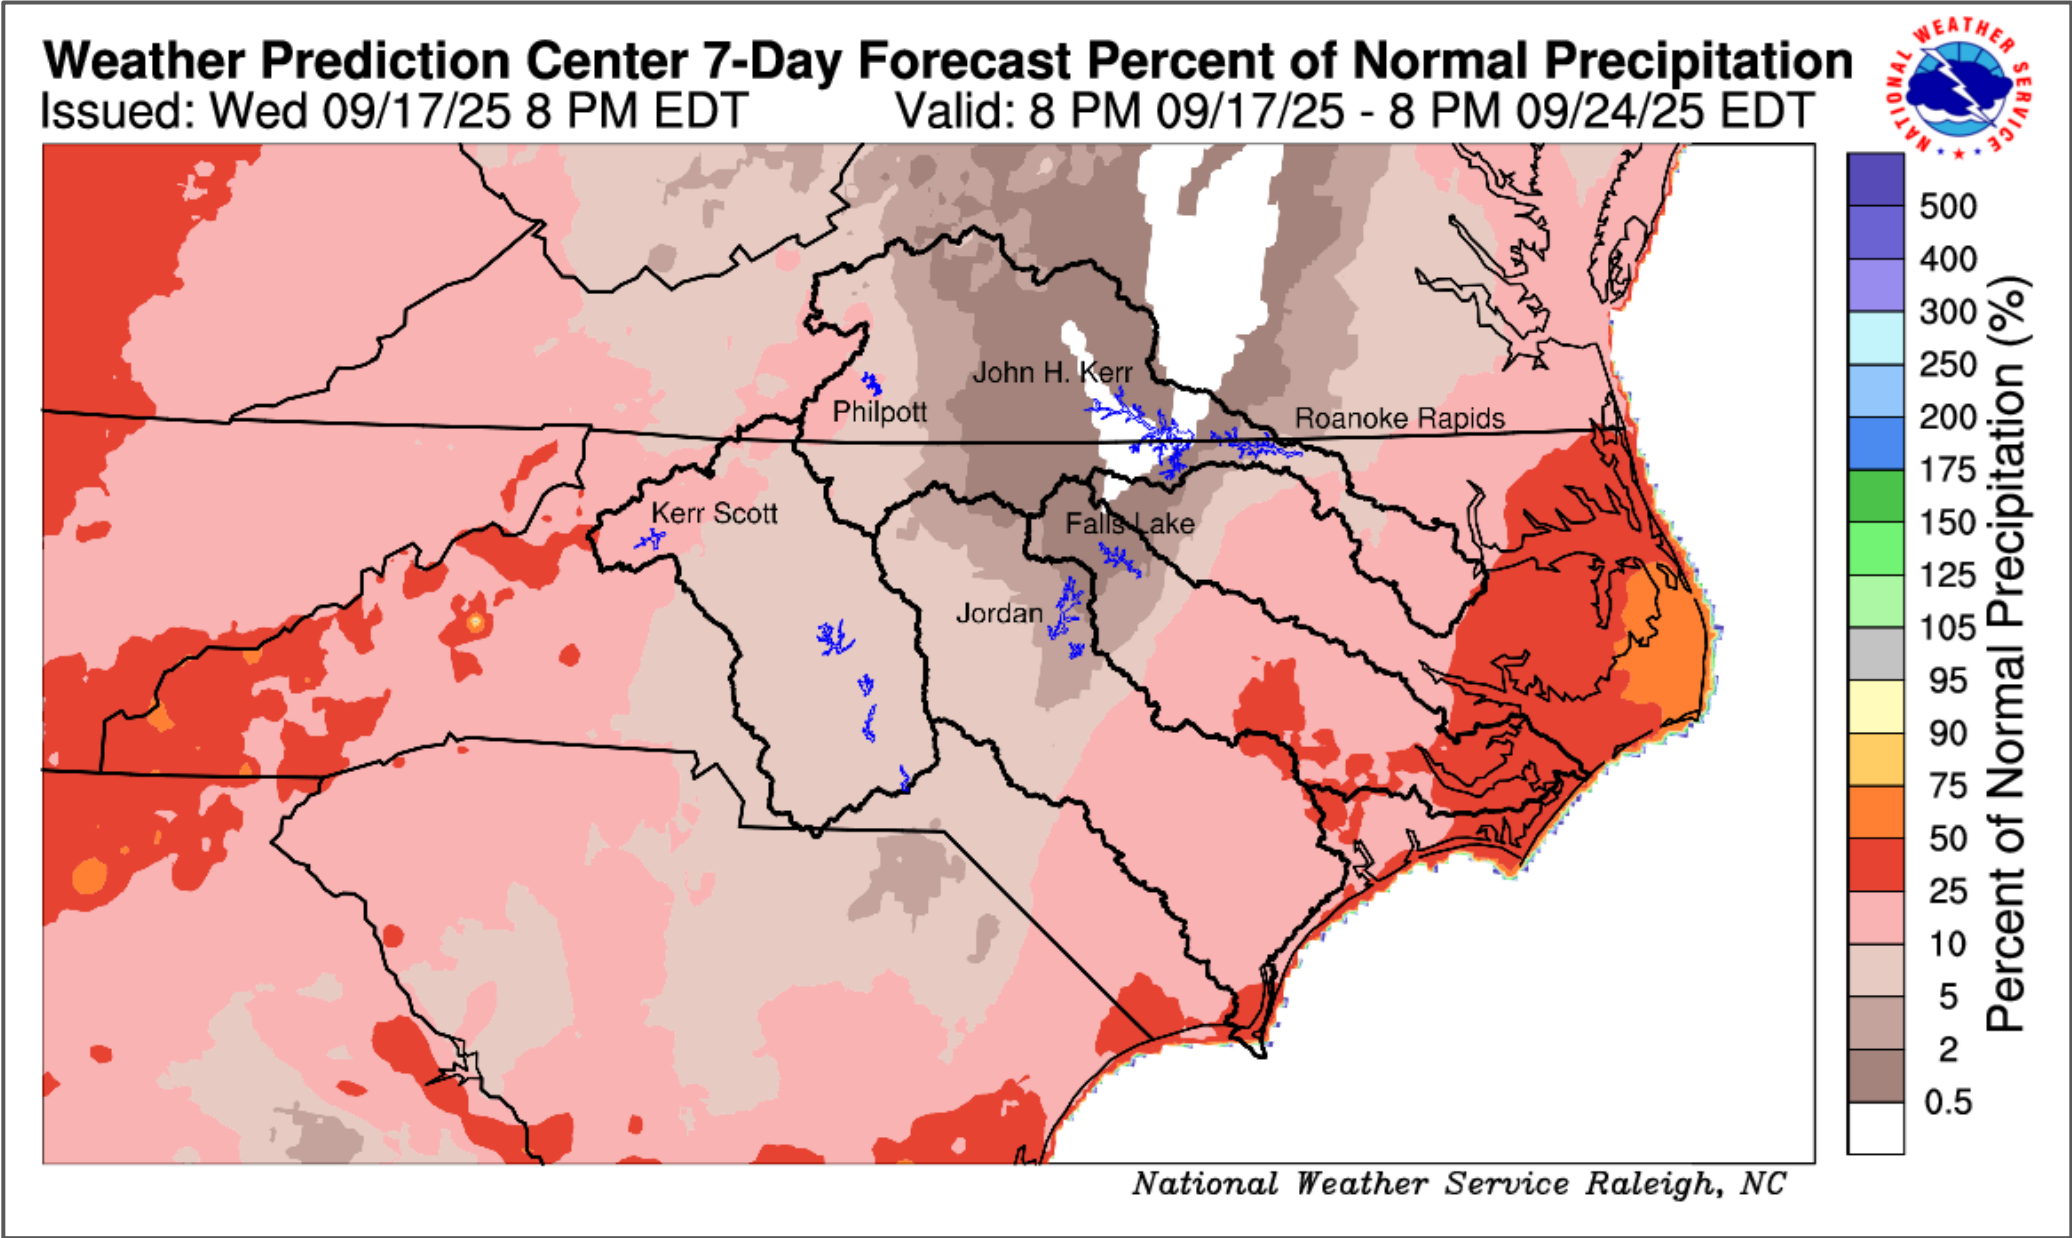 Weather Prediction Center 7-Day Forecast Percent of Normal Precipitation
Issued: Wed 09/17/25 8 PM EDT
Valid: 8 PM 09/17/25 - 8 PM 09/24/25 EDT
NATIONAL WEATHER SERVICE
John H. Kerr
Philpott
Roanoke Rapids
Kerr Scott
Falls Lake
Jordan
500
400
300
250
200
175
150
125
105
95
90
75
50
25
10
5
2
0.5
Percent of Normal Precipitation (%)
National Weather Service Raleigh, NC